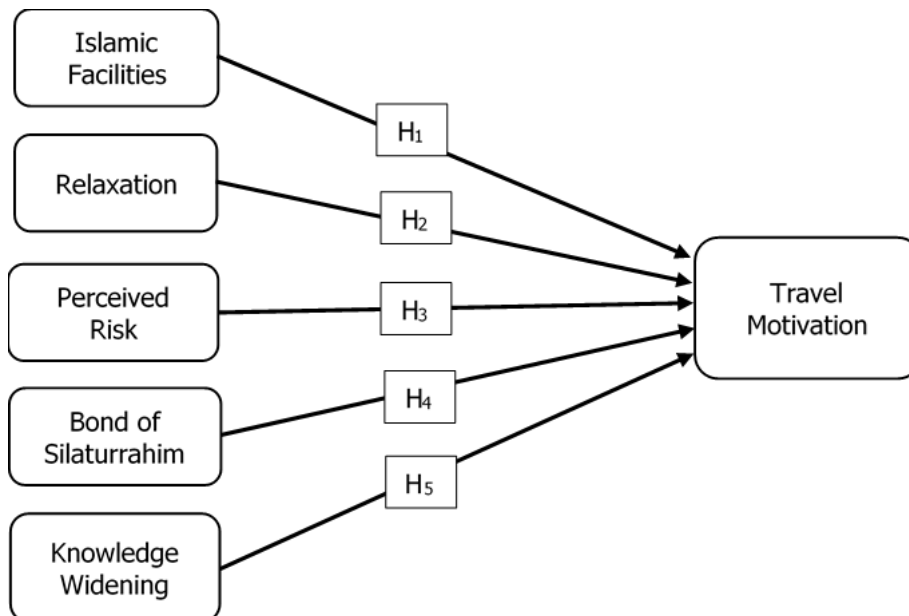 Islamic
Facilities
H1
Relaxation
H2
Perceived
Risk
H3
Travel
Motivation
Bond of
Silaturrahim
H4
Knowledge
Widening
H5